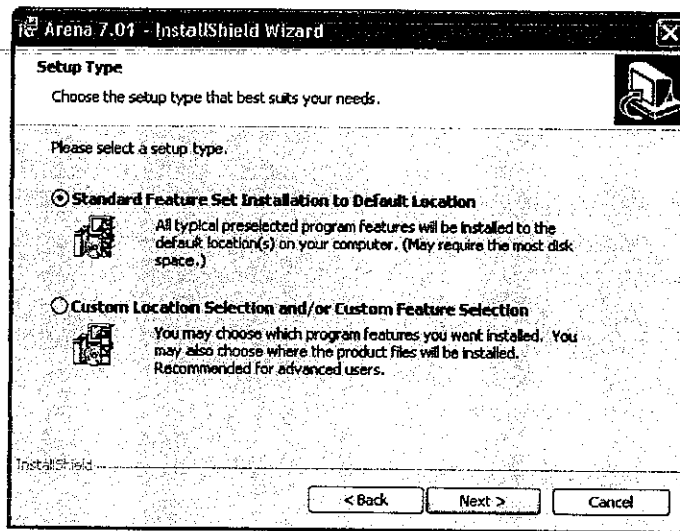 Arena 7.01 - InstallShield Wizard
Setup Type
Choose the setup type that best suits your needs.
Please select a setup type.
Standard Feature Set Installation to Default Location
All typical preselected program features will be installed to the
default location(s) on your computer. (May require the most disk
space.)
Custom Location Selection and/or Custom Feature Selection
You may choose which program features you want installed. You
may also choose where the product files will be installed.
Recommended for advanced users.
InstallShield
< Back
Next >
Cancel